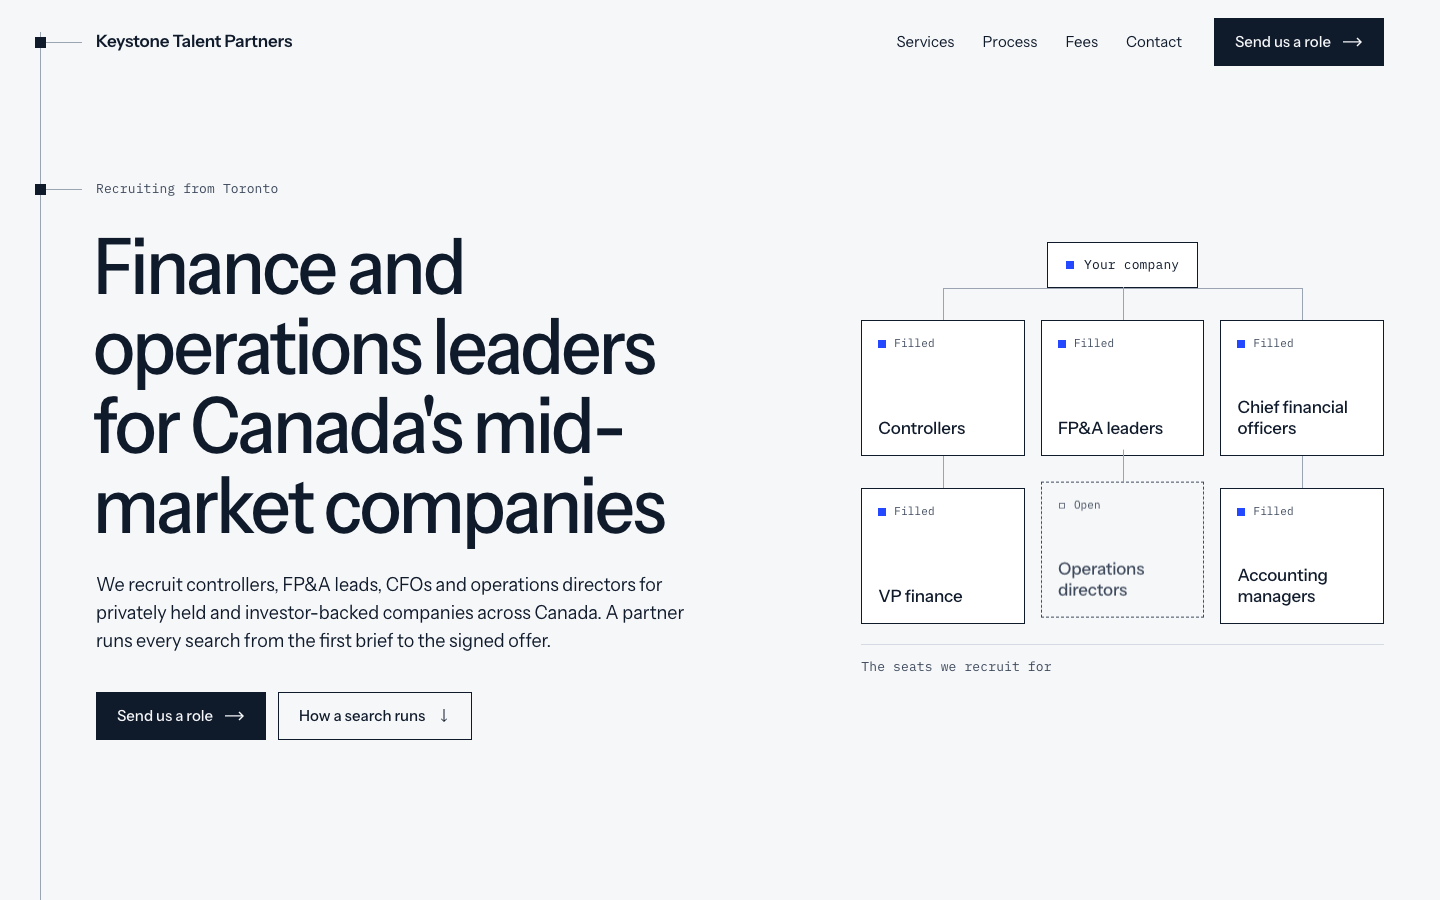 Keystone Talent Partners
Services
Process
Fees
Contact
Send us a role
Recruiting from Toronto
Finance and
operations leaders
for Canada's mid-
market companies
We recruit controllers, FP&A leads, CFOs and operations directors for
privately held and investor-backed companies across Canada. A partner
runs every search from the first brief to the signed offer.
Send us a role
How a search runs
Your company
Filled
Controllers
Filled
FP&A leaders
Filled
Chief financial
officers
Filled
VP finance
Open
Operations
directors
Filled
Accounting
managers
The seats we recruit for